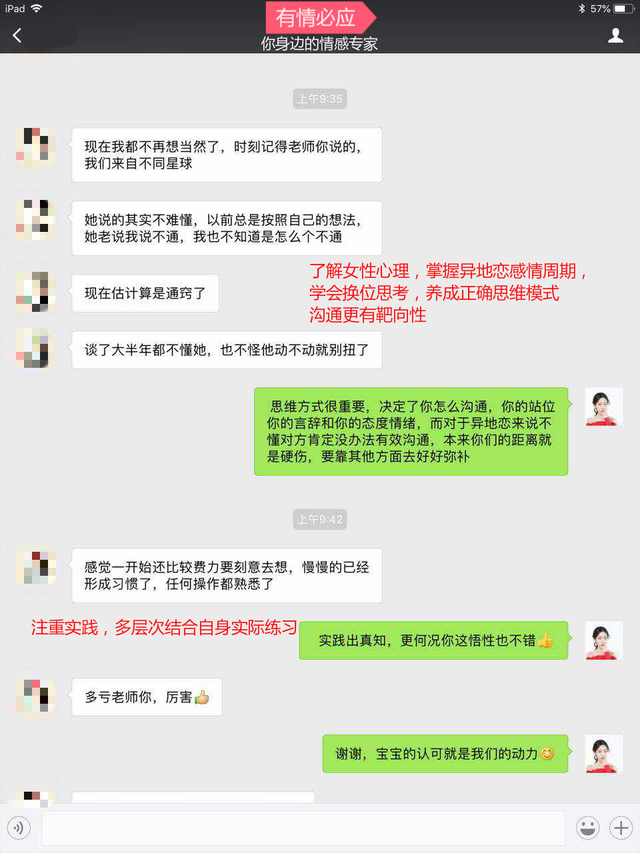 iPad
57%
有情必应
你身边的情感专家
上午9:35
现在我都不再想当然了，时刻记得老师你说的，
我们来自不同星球
她说的其实不难懂，以前总是按照自己的想法，
她老说我说不通，我也不知道是怎么个不通
了解女性心理，掌握异地恋感情周期，
学会换位思考，养成正确思维模式
沟通更有靶向性
现在估计算是通窍了
谈了大半年都不懂她，也不怪他动不动就别扭了
思维方式很重要，决定了你怎么沟通，你的站位
你的言辞和你的态度情绪，而对于异地恋来说不
懂对方肯定没办法有效沟通，本来你们的距离就
是硬伤，要靠其他方面去好好弥补
上午9:42
感觉一开始还比较费力要刻意去想，慢慢的已经
形成习惯了，任何操作都熟悉了
注重实践，多层次结合自身实际练习
实践出真知，更何况你这悟性也不错👍
多亏老师你，厉害👍
谢谢，宝宝的认可就是我们的动力😊